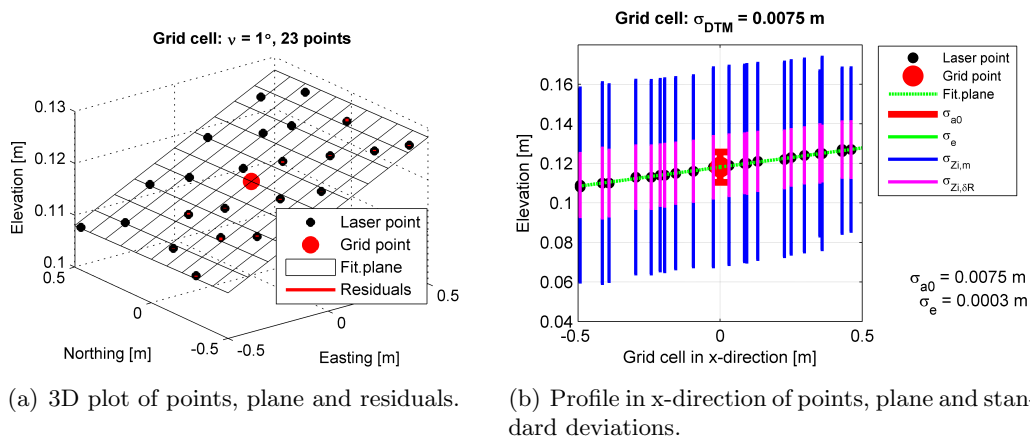 Grid cell: ν = 1°, 23 points
0.13
0.12
0.11
0.1
0.5
0
-0.5
-0.5
0
0.5
Elevation [m]
Northing [m]
Easting [m]
Laser point
Grid point
Fit.plane
Residuals
(a) 3D plot of points, plane and residuals.
Grid cell: σDTM = 0.0075 m
0.16
0.14
0.12
0.1
0.08
0.06
0.04
-0.5
0
0.5
Elevation [m]
Grid cell in x-direction [m]
Laser point
Grid point
Fit.plane
σa0
σe
σZi,m
σZi,δR
σa0 = 0.0075 m
σe = 0.0003 m
(b) Profile in x-direction of points, plane and stan-
dard deviations.